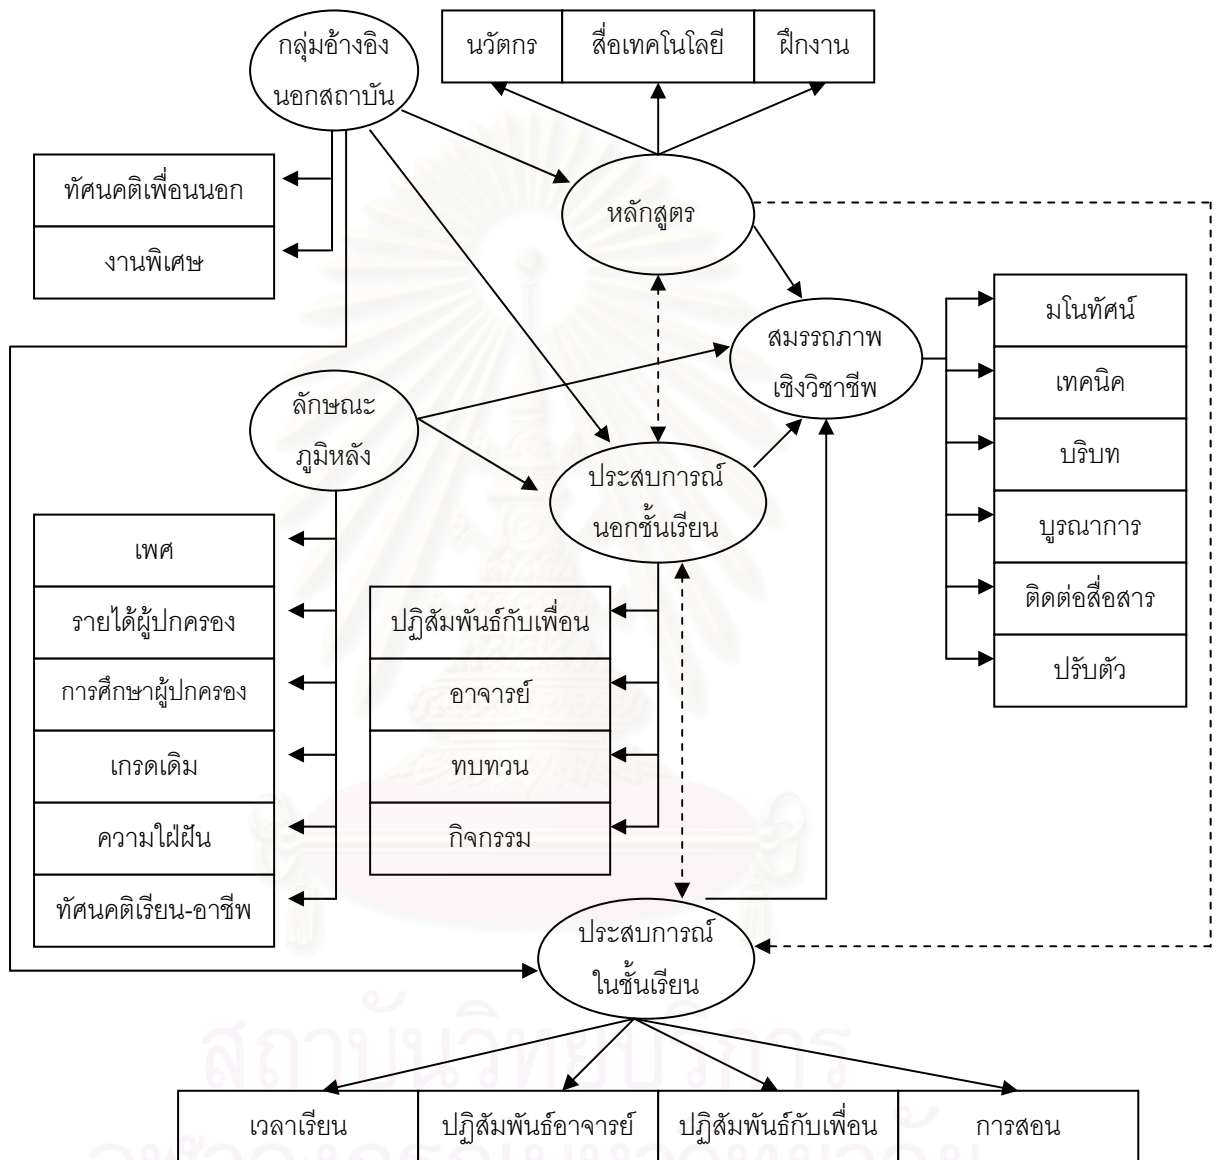 กลุ่มอ้างอิง
นอกสถาบัน
นวัตกร
สื่อเทคโนโลยี
ฝึกงาน
ทัศนคติเพื่อนนอก
งานพิเศษ
หลักสูตร
สมรรถภาพ
เชิงวิชาชีพ
มโนทัศน์
เทคนิค
บริบท
บูรณาการ
ติดต่อสื่อสาร
ปรับตัว
ลักษณะ
ภูมิหลัง
ประสบการณ์
นอกชั้นเรียน
เพศ
รายได้ผู้ปกครอง
การศึกษาผู้ปกครอง
เกรดเดิม
ความใฝ่ฝัน
ทัศนคติเรียน-อาชีพ
ปฏิสัมพันธ์กับเพื่อน
อาจารย์
ทบทวน
กิจกรรม
ประสบการณ์
ในชั้นเรียน
สถาบันวิทยบริการ
เวลาเรียน
ปฏิสัมพันธ์อาจารย์
ปฏิสัมพันธ์กับเพื่อน
การสอน